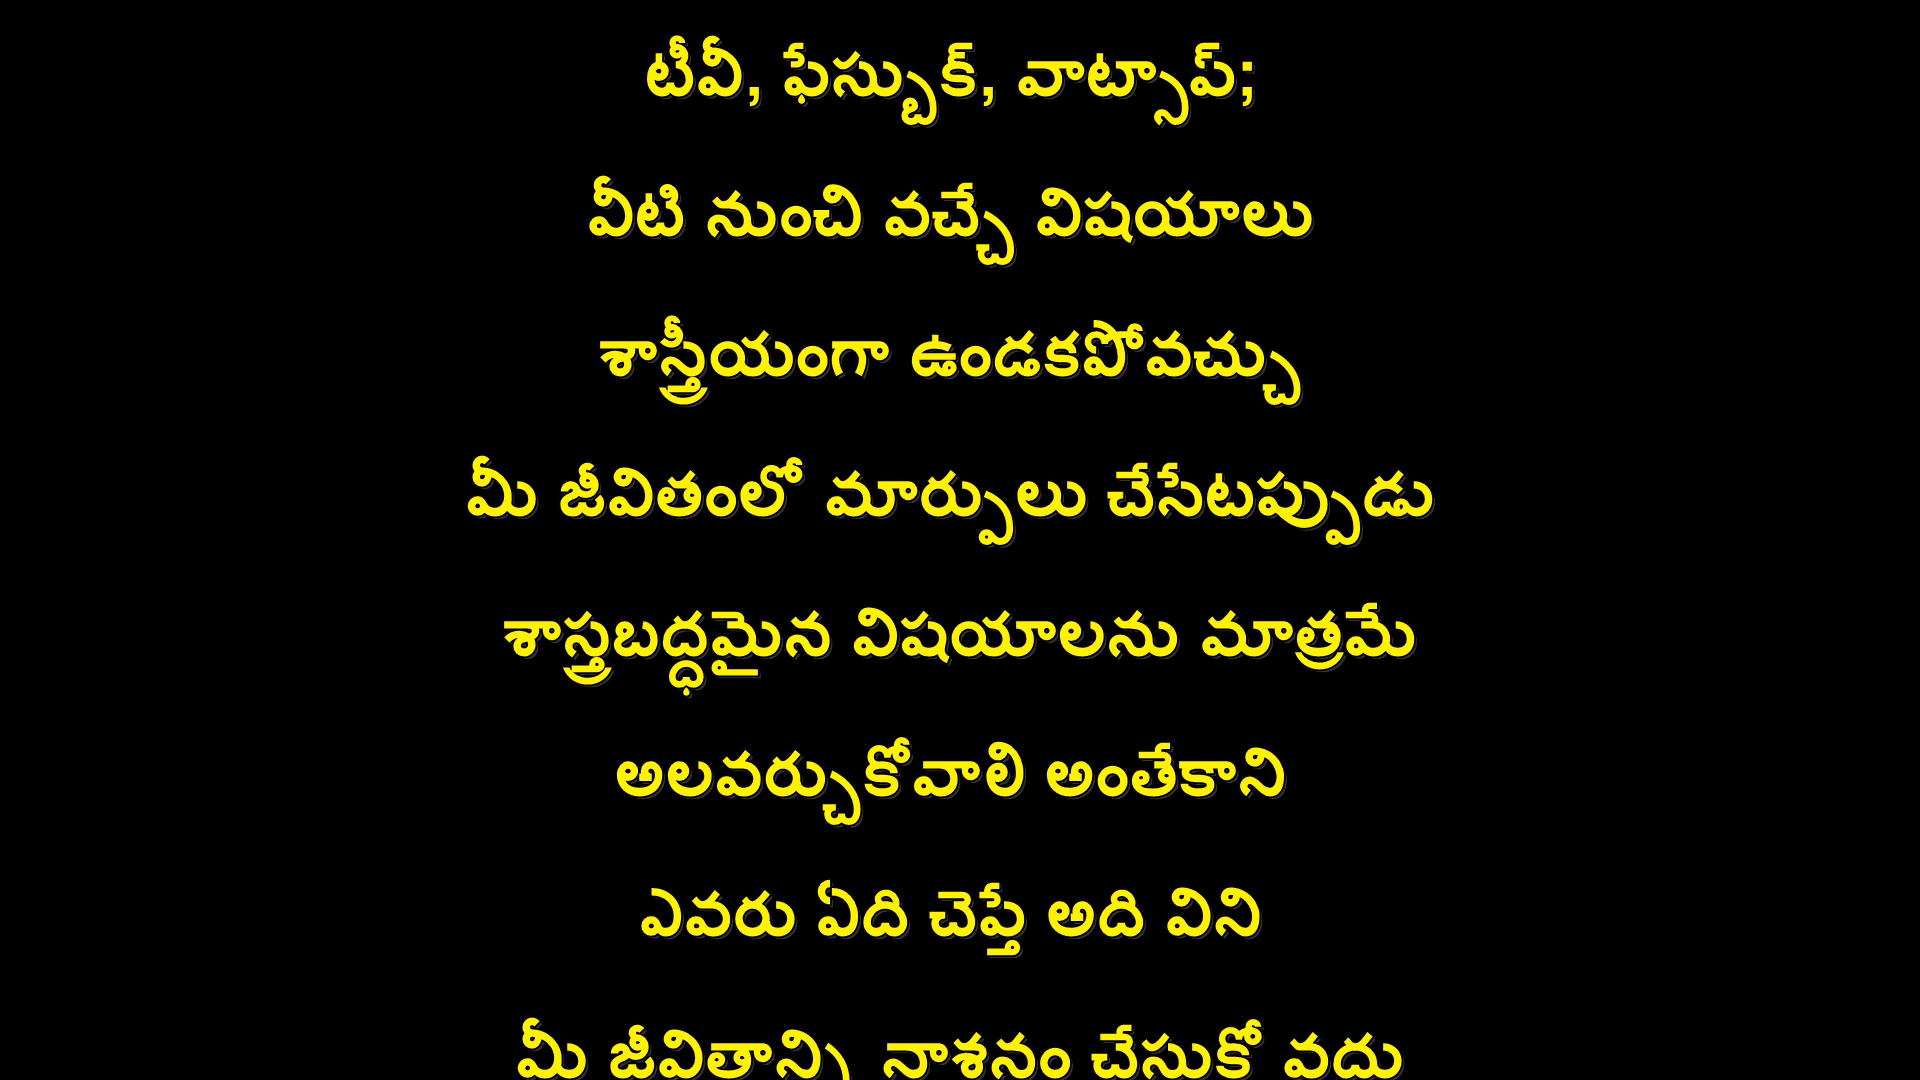 టీవీ, ఫేస్బుక్, వాట్సాప్;
వీటి నుంచి వచ్చే విషయాలు
శాస్త్రీయంగా ఉండకపోవచ్చు
మీ జీవితంలో మార్పులు చేసేటప్పుడు
శాస్త్రబద్ధమైన విషయాలను మాత్రమే
అలవర్చుకోవాలి అంతేకాని
ఎవరు ఏది చెప్తే అది విని
మీ జీవితాన్ని నాశనం చేసుకో వద్దు